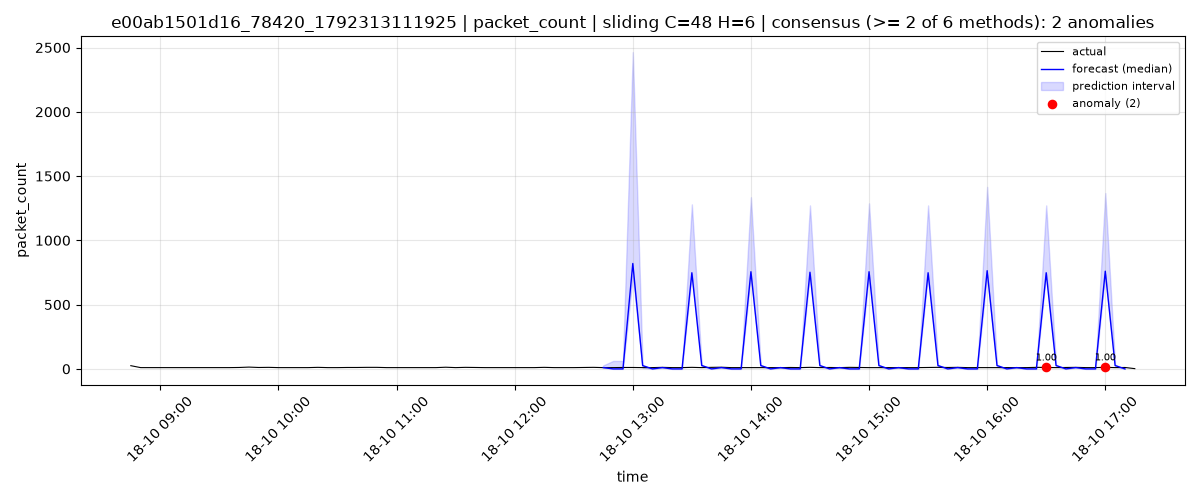 e00ab1501d16_78420_1792313111925 | packet_count | sliding C=48 H=6 | consensus (>= 2 of 6 methods): 2 anomalies
actual
forecast (median)
prediction interval
anomaly (2)
2500
2000
1500
1000
500
0
packet_count
1.00
1.00
18-10 09:00
18-10 10:00
18-10 11:00
18-10 12:00
18-10 13:00
18-10 14:00
18-10 15:00
18-10 16:00
18-10 17:00
time